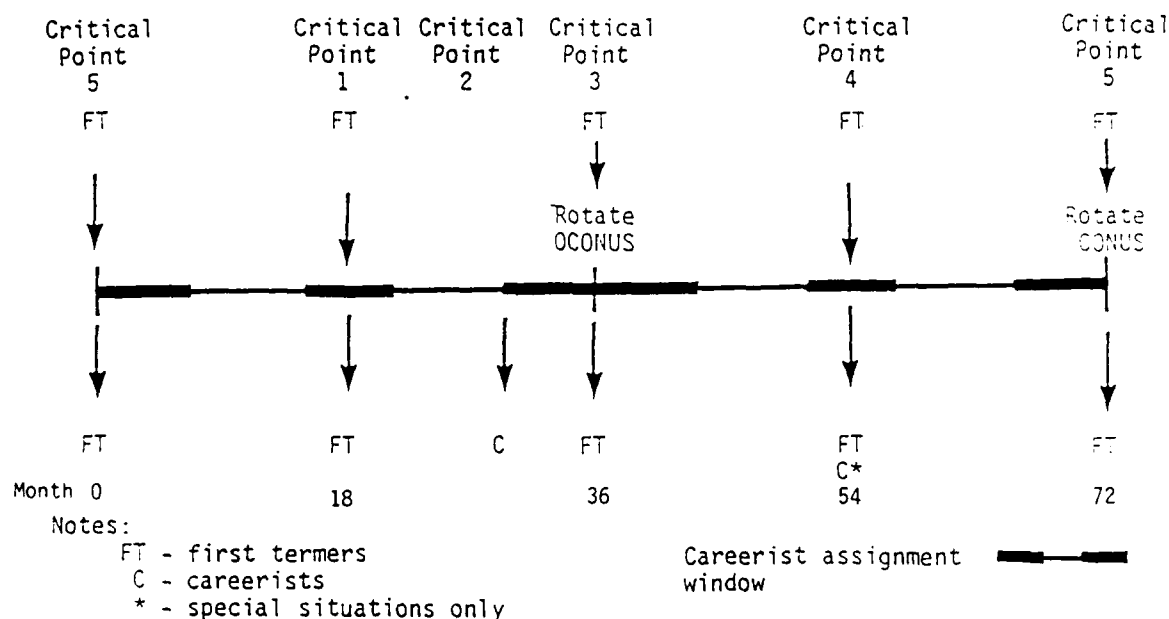 Critical Point 5
Critical Point 1
Critical Point 2
Critical Point 3
Critical Point 4
Critical Point 5
FT FT FT FT FT
Rotate OCONUS
Rotate CONUS
FT FT C FT FT FT
C*
Month 0 18 36 54 72
Notes:
FT - first termers
C - careerists
* - special situations only
Careerist assignment window